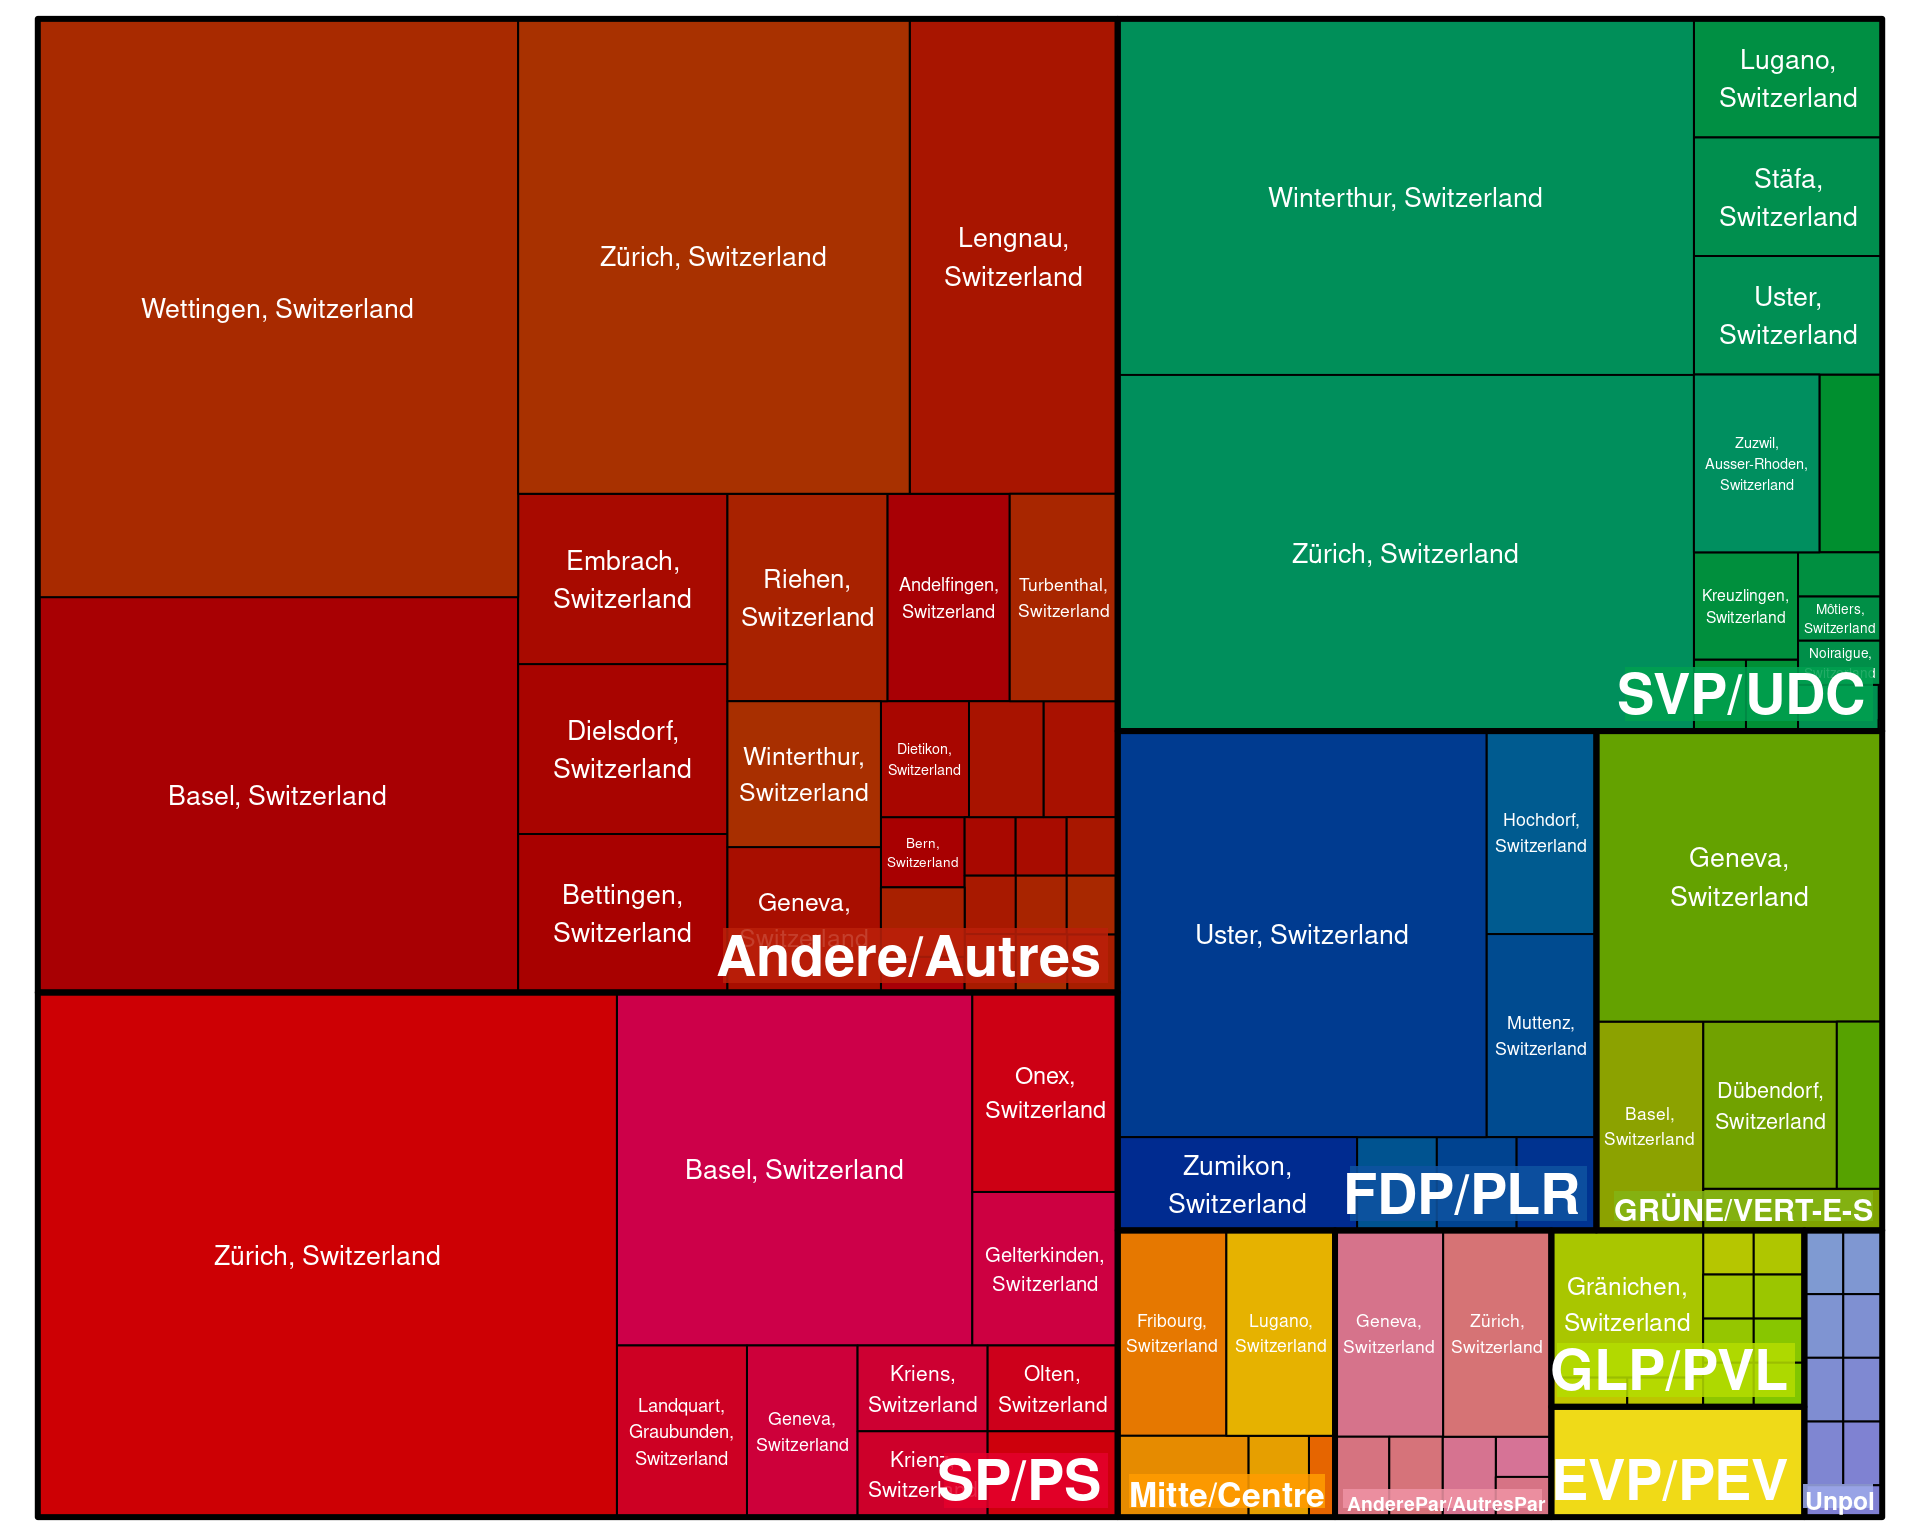 Wettingen, Switzerland
Zürich, Switzerland
Lengnau,
Switzerland
Basel, Switzerland
Embrach,
Switzerland
Dielsdorf,
Switzerland
Bettingen,
Switzerland
Riehen,
Switzerland
Andelfingen,
Switzerland
Turbenthal,
Switzerland
Winterthur,
Switzerland
Dietikon,
Switzerland
Bern,
Switzerland
Geneva,
Switzerland
Andere/Autres
Zürich, Switzerland
Basel, Switzerland
Onex,
Switzerland
Gelterkinden,
Switzerland
Landquart,
Graubunden,
Switzerland
Geneva,
Switzerland
Kriens,
Switzerland
Olten,
Switzerland
SP/PS
Winterthur, Switzerland
Lugano,
Switzerland
Stäfa,
Switzerland
Uster,
Switzerland
Zürich, Switzerland
Zuzwil,
Ausser-Rhoden,
Switzerland
Kreuzlingen,
Switzerland
Môtiers,
Switzerland
Noiraigue,
SVP/UDC
Uster, Switzerland
Hochdorf,
Switzerland
Muttenz,
Switzerland
Zumikon,
Switzerland
FDP/PLR
Geneva,
Switzerland
Basel,
Switzerland
Dübendorf,
Switzerland
GRÜNE/VERT-E-S
Fribourg,
Switzerland
Lugano,
Switzerland
Mitte/Centre
Geneva,
Switzerland
Zürich,
Switzerland
AnderePar/AutresPar
Gränichen,
Switzerland
GLP/PVL
EVP/PEV
Unpol